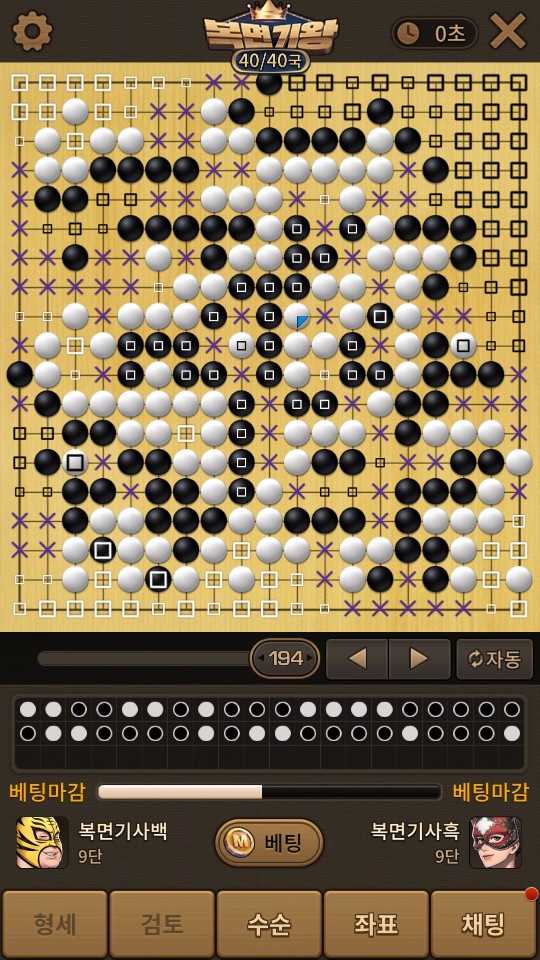 복면기왕
0초
40/40국
194
자동
베팅마감
베팅마감
복면기사백
9단
M 베팅
복면기사흑
9단
형세
검토
수순
좌표
채팅